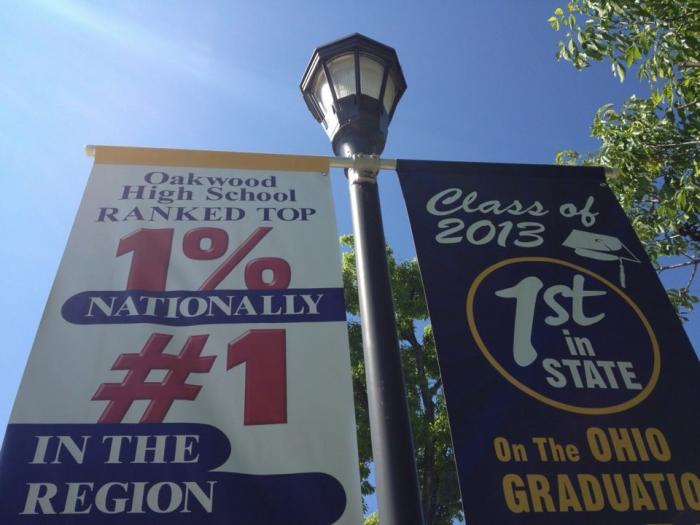 Oakwood
High School
RANKED TOP
1%
NATIONALLY
#1
IN THE
REGION
Class of
2013
1st
in
STATE
On The OHIO
GRADUATIO